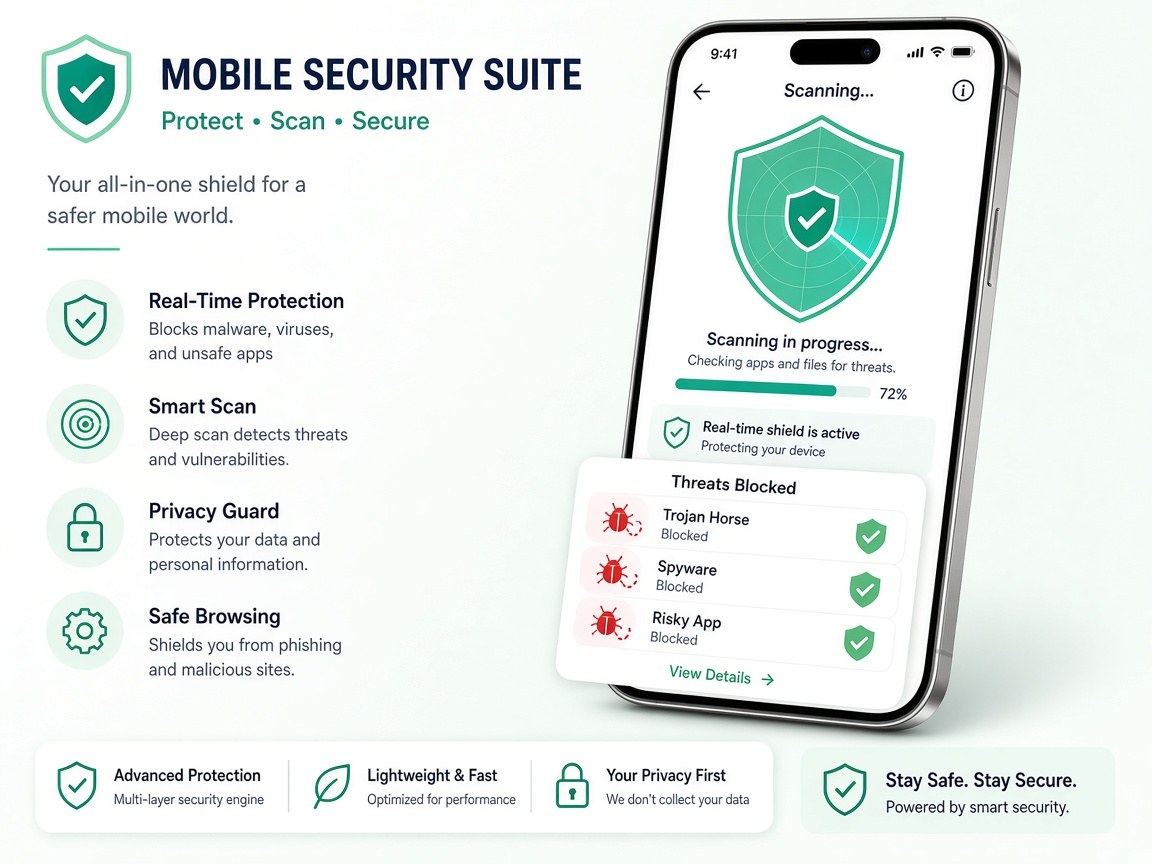 MOBILE SECURITY SUITE
Protect • Scan • Secure
Your all-in-one shield for a
safer mobile world.
Real-Time Protection
Blocks malware, viruses,
and unsafe apps
Smart Scan
Deep scan detects threats
and vulnerabilities.
Privacy Guard
Protects your data and
personal information.
Safe Browsing
Shields you from phishing
and malicious sites.
9:41
Scanning...
Scanning in progress...
Checking apps and files for threats.
72%
Real-time shield is active
Protecting your device
Threats Blocked
Trojan Horse
Blocked
Spyware
Blocked
Risky App
Blocked
View Details →
Advanced Protection
Multi-layer security engine
Lightweight & Fast
Optimized for performance
Your Privacy First
We don't collect your data
Stay Safe. Stay Secure.
Powered by smart security.